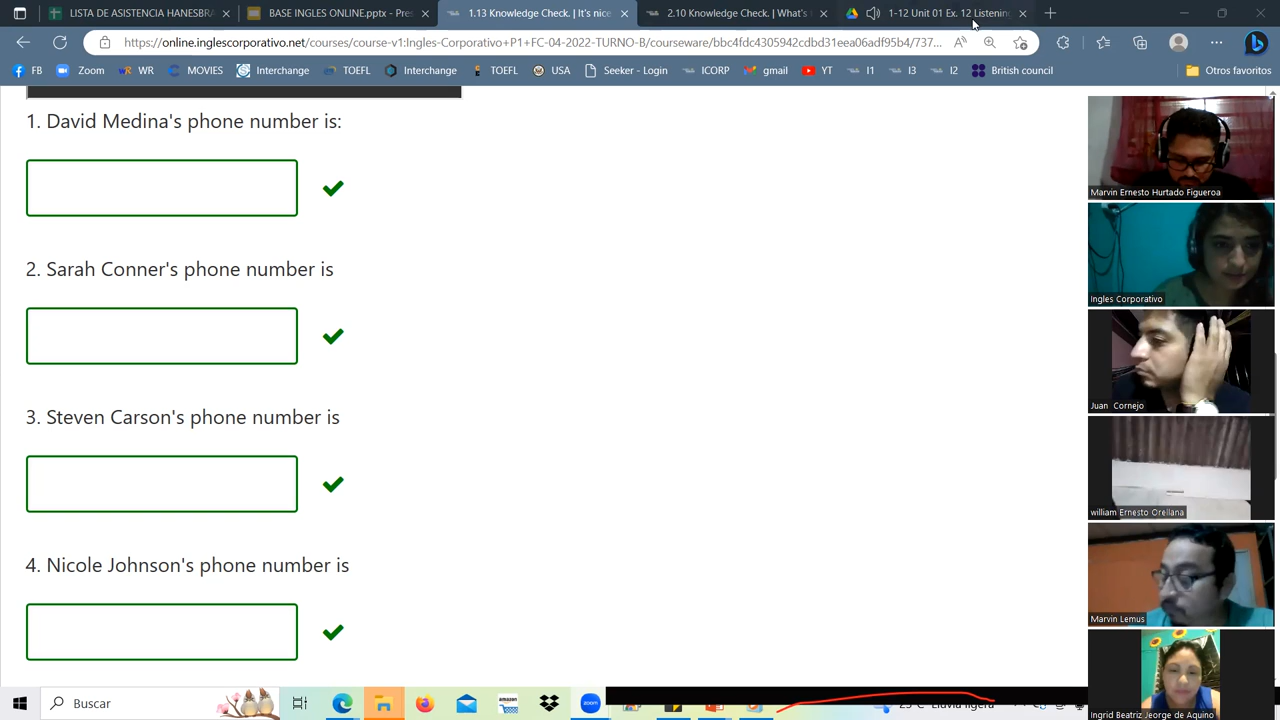 LISTA DE ASISTENCIA HANESBRA
BASE INGLES ONLINE.pptx - Pres
1.13 Knowledge Check. | It's nice
2.10 Knowledge Check. | What's
1-12 Unit 01 Ex. 12 Listening
https://online.inglescorporativo.net/courses/course-v1:Ingles-Corporativo+P1+FC-04-2022-TURNO-B/courseware/bbc4fdc4305942cdbd31eea06adf95b4/737...
FB Zoom WR MOVIES Interchange TOEFL Interchange TOEFL USA Seeker - Login ICORP gmail YT I1 I3 I2 British council Otros favoritos
1. David Medina's phone number is:
2. Sarah Conner's phone number is
3. Steven Carson's phone number is
4. Nicole Johnson's phone number is
Marvin Ernesto Hurtado Figueroa
Ingles Corporativo
Juan Cornejo
william Ernesto Orellana
Marvin Lemus
Ingrid Beatriz Jeorge de Aquino
Buscar
amazon